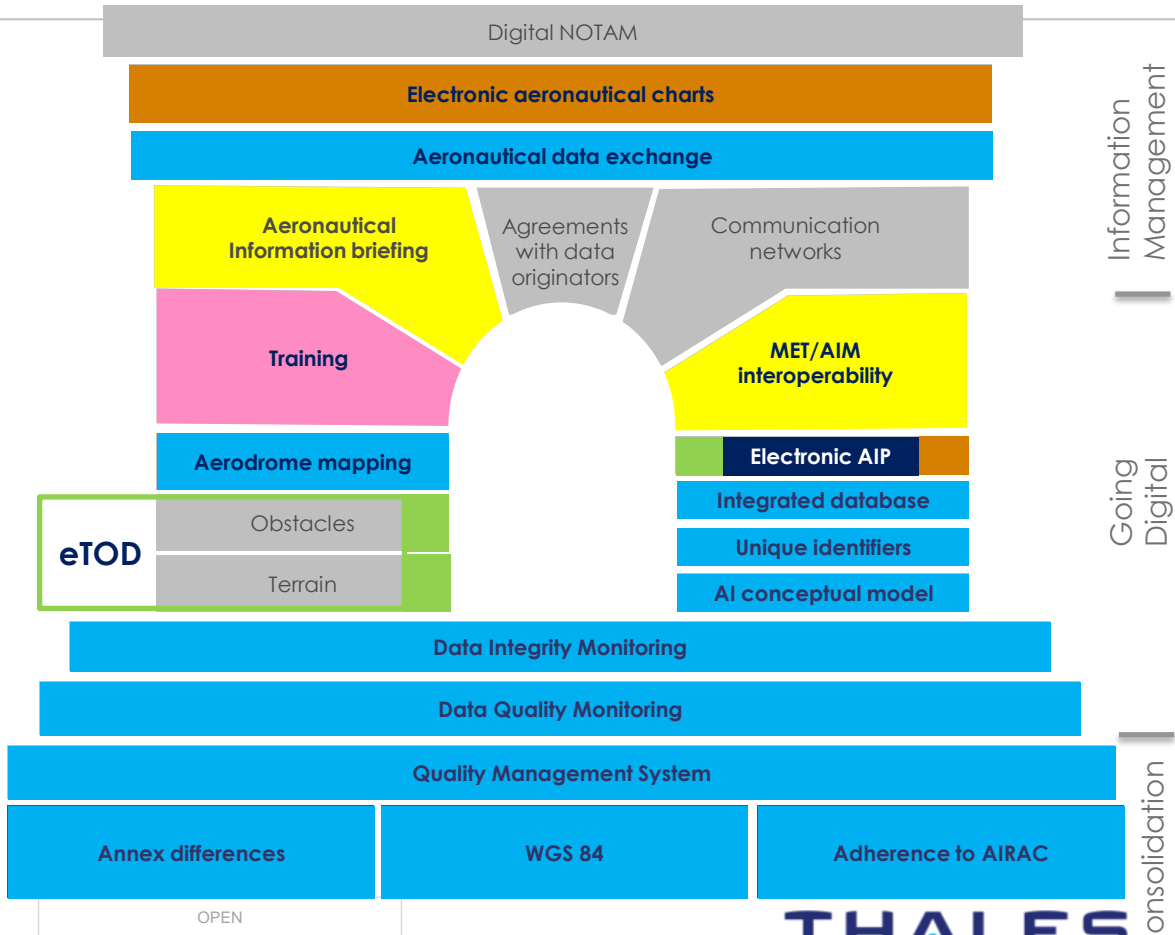 Digital NOTAM
Electronic aeronautical charts
Aeronautical data exchange
Aeronautical
Information briefing
Agreements
with data
originators
Communication
networks
Training
MET/AIM
interoperability
Aerodrome mapping
Electronic AIP
eTOD
Obstacles
Terrain
Integrated database
Unique identifiers
AI conceptual model
Data Integrity Monitoring
Data Quality Monitoring
Quality Management System
Annex differences
WGS 84
Adherence to AIRAC
Information
Management
Going
Digital
onsolidation
OPEN
THALES